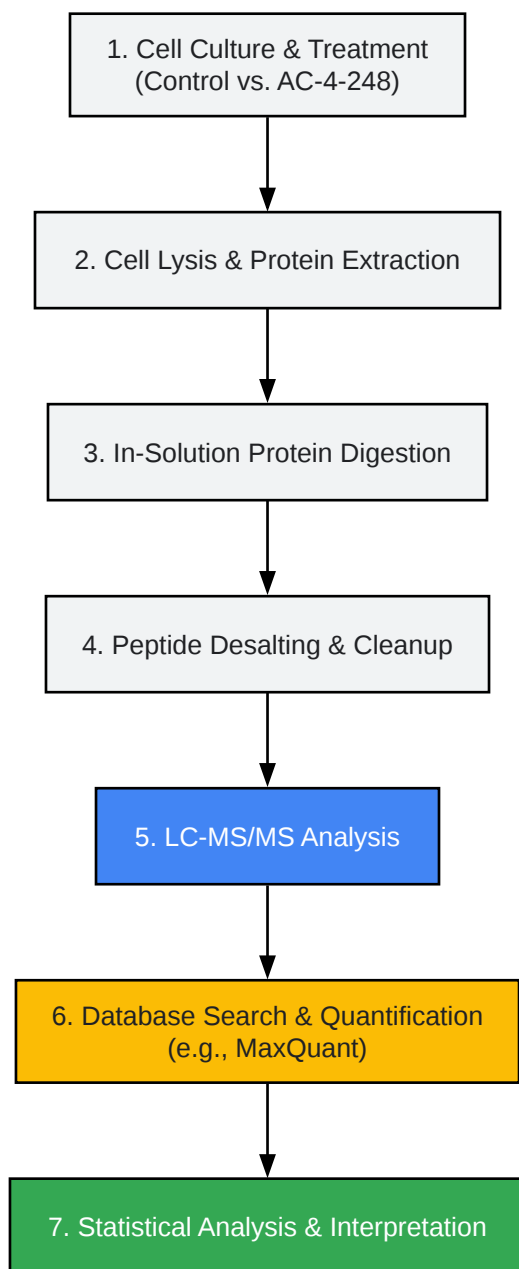 1. Cell Culture & Treatment
(Control vs. AC-4-248)
2. Cell Lysis & Protein Extraction
3. In-Solution Protein Digestion
4. Peptide Desalting & Cleanup
5. LC-MS/MS Analysis
6. Database Search & Quantification
(e.g., MaxQuant)
7. Statistical Analysis & Interpretation